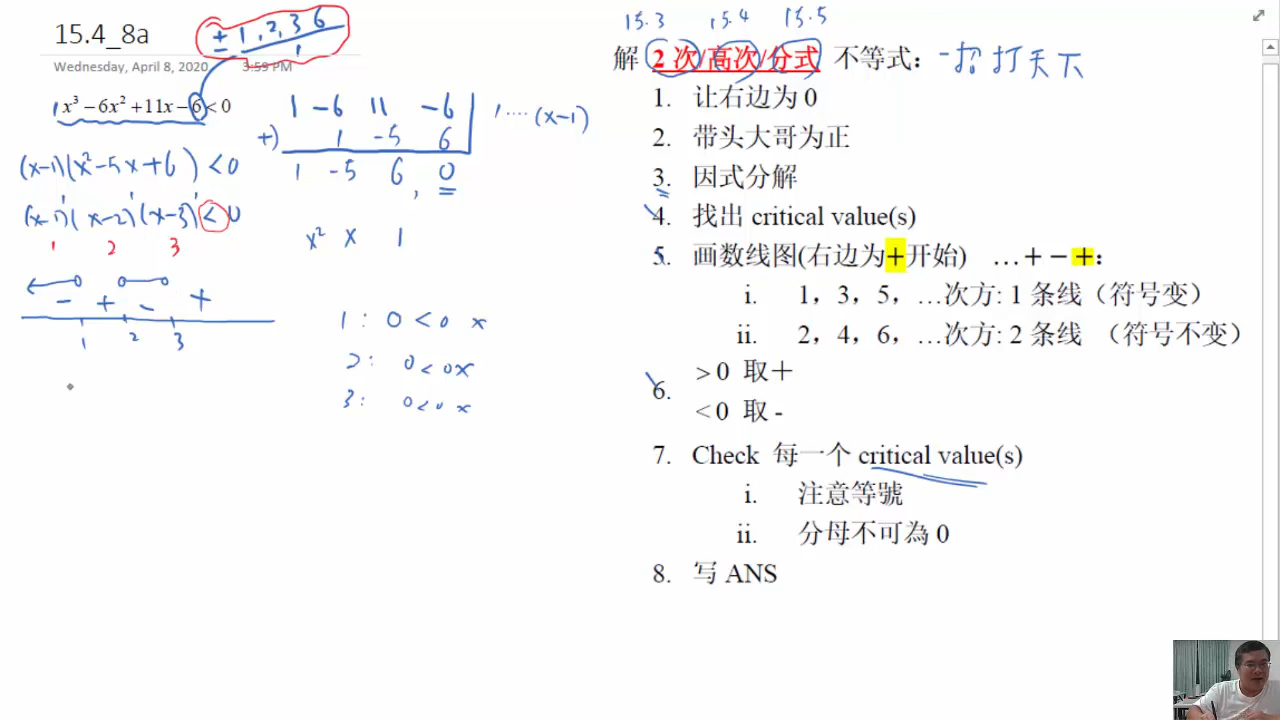 15.4_8a
Wednesday, April 8, 2020 3:59 PM
± 1, 2, 3 6
1
1x³ − 6x² + 11x − 6 < 0
(x-1)(x²-5x+6) < 0
(x-1)¹(x-2)¹(x-3)¹ < 0
1 2 3
− + − +
1 2 3
1 -6 11 -6 | 1 ···· (x-1)
+) 1 -5 6
1 -5 6, 0
x² x 1
1: 0 < 0 x
2: 0 < 0 x
3: 0 < 0 x
15.3 15.4 15.5
解 2 次/高次/分式 不等式：一招打天下
1. 让右边为 0
2. 带头大哥为正
3. 因式分解
4. 找出 critical value(s)
5. 画数线图(右边为+开始) …+－+：
i. 1，3，5，…次方: 1 条线（符号变）
ii. 2，4，6，…次方: 2 条线 （符号不变）
6. >0 取＋
<0 取 -
7. Check 每一个 critical value(s)
i. 注意等號
ii. 分母不可為 0
8. 写 ANS